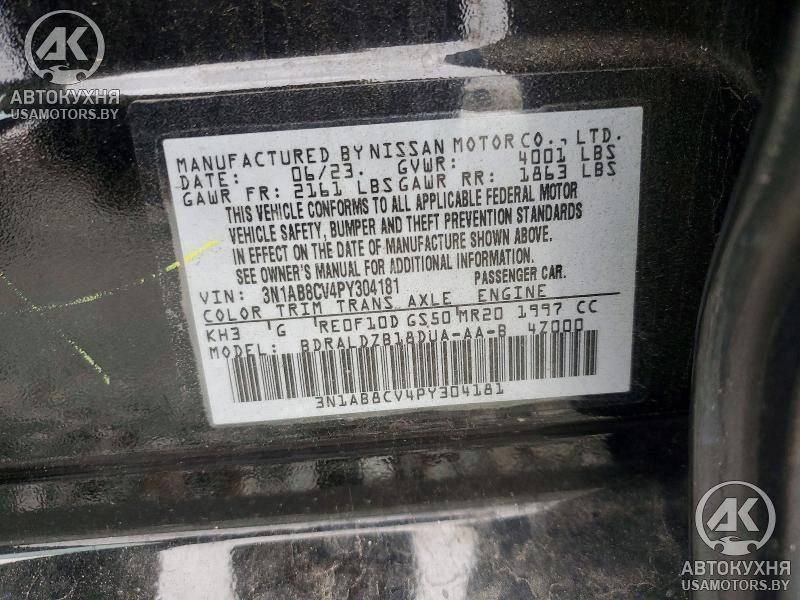 AK
АВТОКУХНЯ
USAMOTORS.BY
MANUFACTURED BY NISSAN MOTOR CO., LTD.
DATE: 06/23. GVWR: 4001 LBS
GAWR FR: 2161 LBS GAWR RR: 1863 LBS
THIS VEHICLE CONFORMS TO ALL APPLICABLE FEDERAL MOTOR
VEHICLE SAFETY, BUMPER AND THEFT PREVENTION STANDARDS
IN EFFECT ON THE DATE OF MANUFACTURE SHOWN ABOVE.
SEE OWNER'S MANUAL FOR ADDITIONAL INFORMATION.
VIN: 3N1AB8CV4PY304181 PASSENGER CAR.
COLOR TRIM TRANS AXLE ENGINE
KH3 G RE0F10D GS50 MR20 1997 CC
MODEL: BDRALDZB18DUA-AA-B 4Z000
3N1AB8CV4PY304181
AK
АВТОКУХНЯ
USAMOTORS.BY